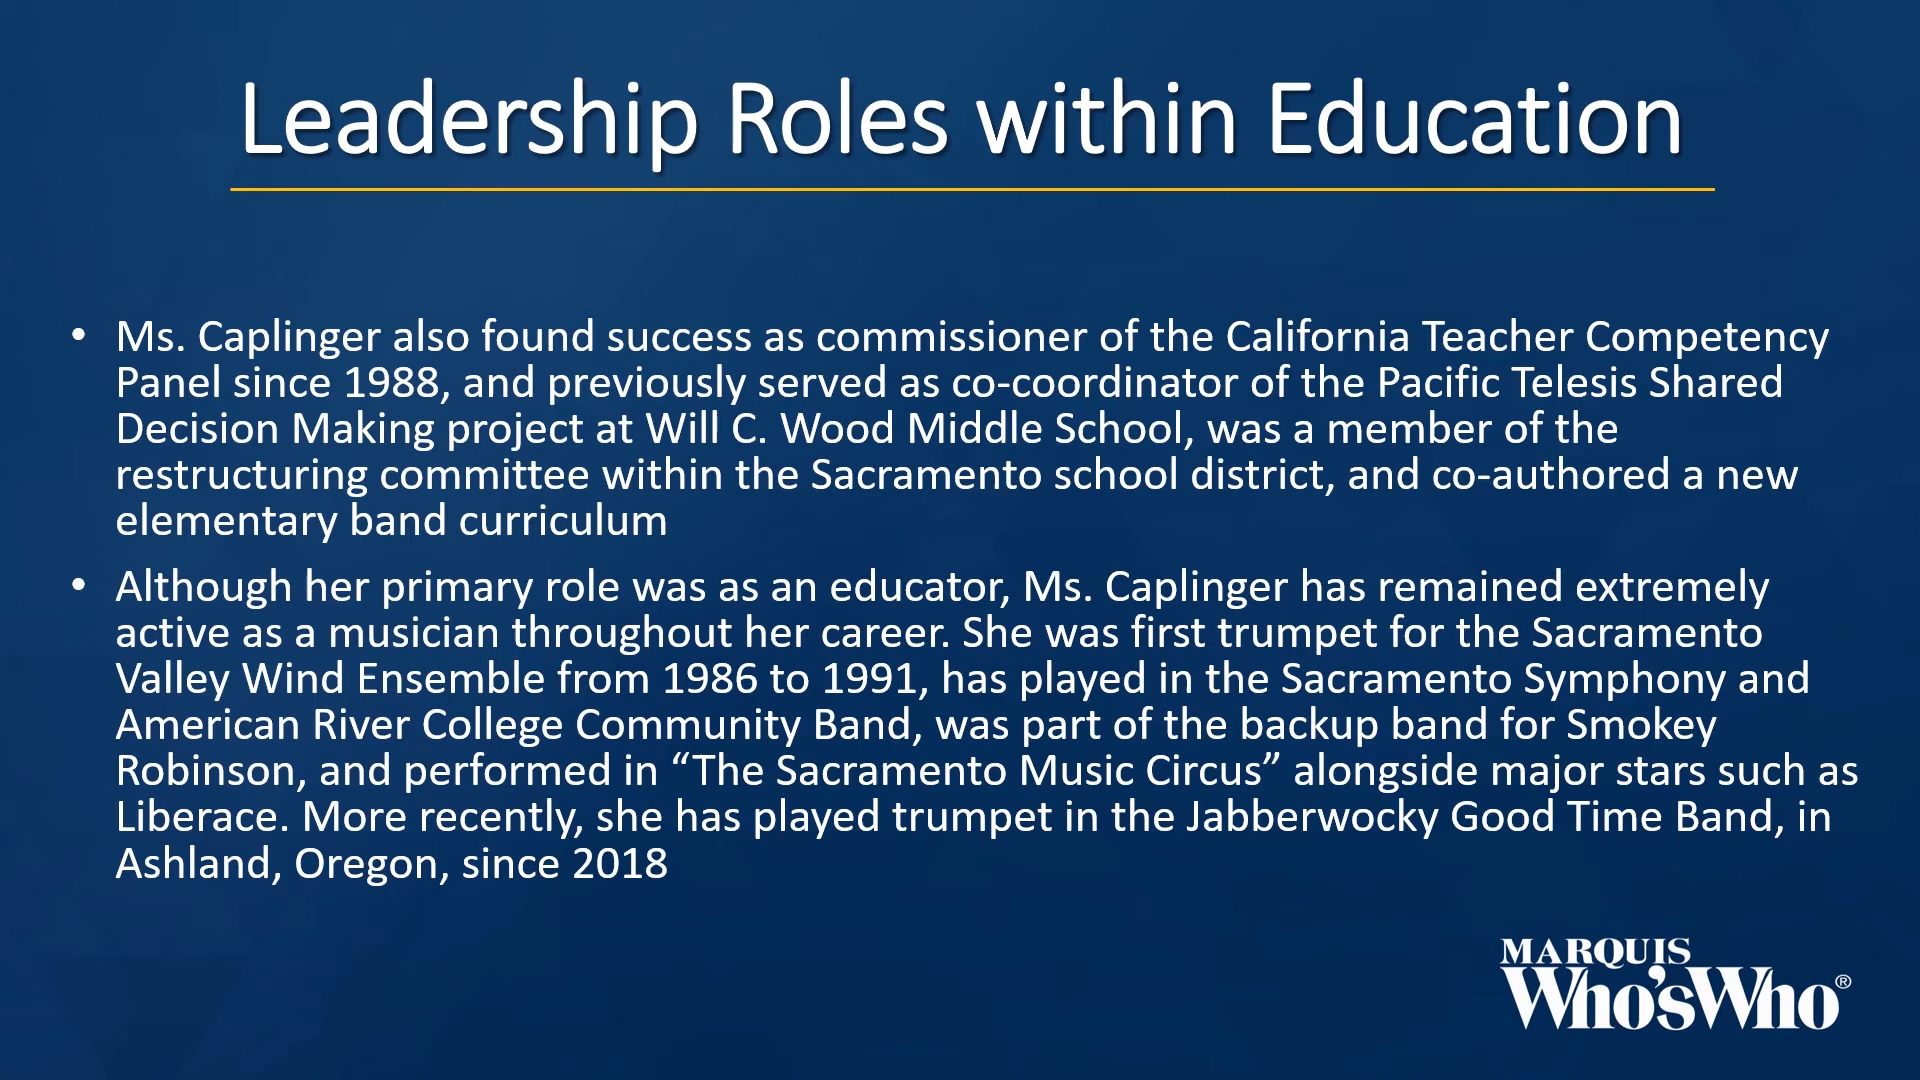 Leadership Roles within Education
• Ms. Caplinger also found success as commissioner of the California Teacher Competency
Panel since 1988, and previously served as co-coordinator of the Pacific Telesis Shared
Decision Making project at Will C. Wood Middle School, was a member of the
restructuring committee within the Sacramento school district, and co-authored a new
elementary band curriculum
• Although her primary role was as an educator, Ms. Caplinger has remained extremely
active as a musician throughout her career. She was first trumpet for the Sacramento
Valley Wind Ensemble from 1986 to 1991, has played in the Sacramento Symphony and
American River College Community Band, was part of the backup band for Smokey
Robinson, and performed in “The Sacramento Music Circus” alongside major stars such as
Liberace. More recently, she has played trumpet in the Jabberwocky Good Time Band, in
Ashland, Oregon, since 2018
MARQUIS
Who'sWho®